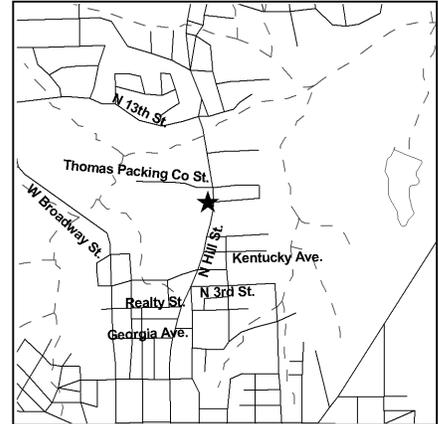 N 13th St.
Thomas Packing Co St.
W Broadway St.
N Hill St.
Kentucky Ave.
N 3rd St.
Realty St.
Georgia Ave.